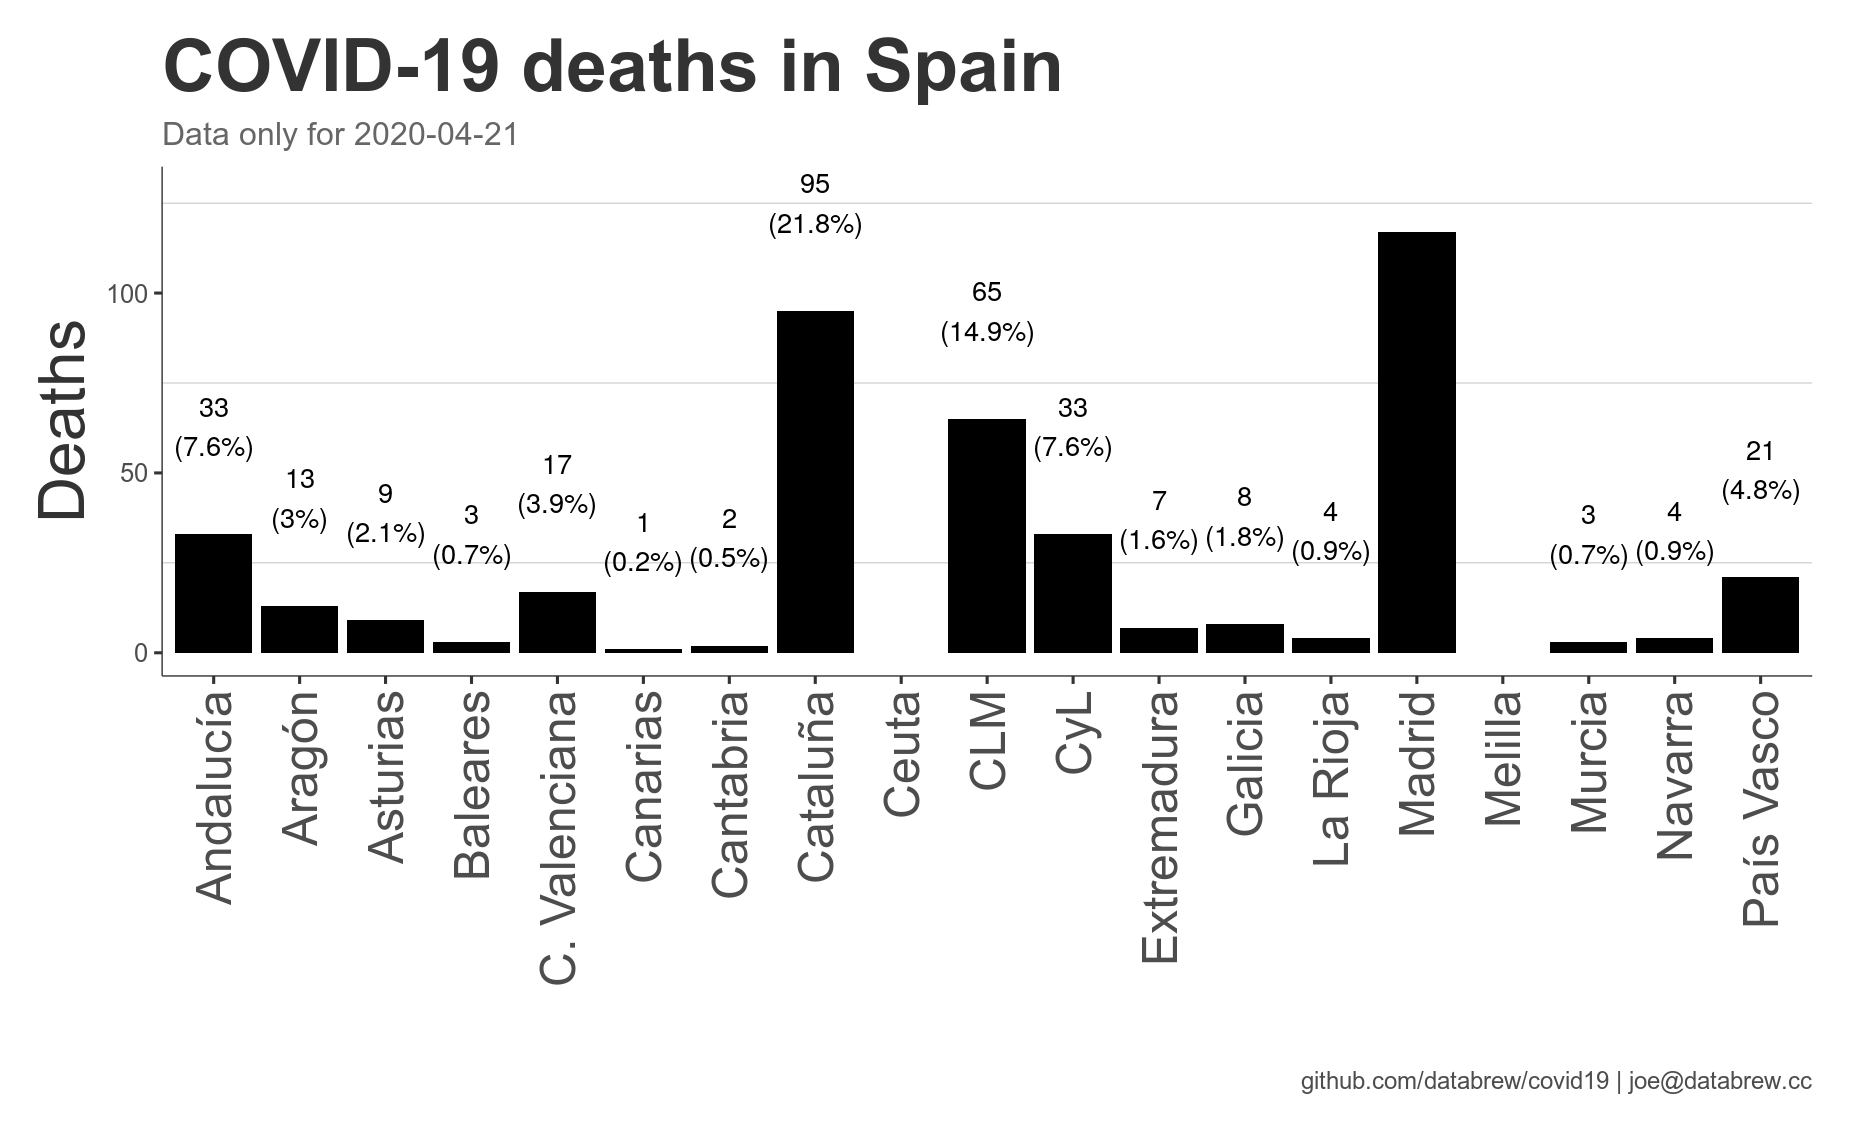 COVID-19 deaths in Spain
Data only for 2020-04-21
Deaths
100
50
0
33
(7.6%)
13
(3%)
9
(2.1%)
3
(0.7%)
17
(3.9%)
1
(0.2%)
2
(0.5%)
95
(21.8%)
65
(14.9%)
33
(7.6%)
7
(1.6%)
8
(1.8%)
4
(0.9%)
3
(0.7%)
4
(0.9%)
21
(4.8%)
Andalucía
Aragón
Asturias
Baleares
C. Valenciana
Canarias
Cantabria
Cataluña
Ceuta
CLM
CyL
Extremadura
Galicia
La Rioja
Madrid
Melilla
Murcia
Navarra
País Vasco
github.com/databrew/covid19 | joe@databrew.cc